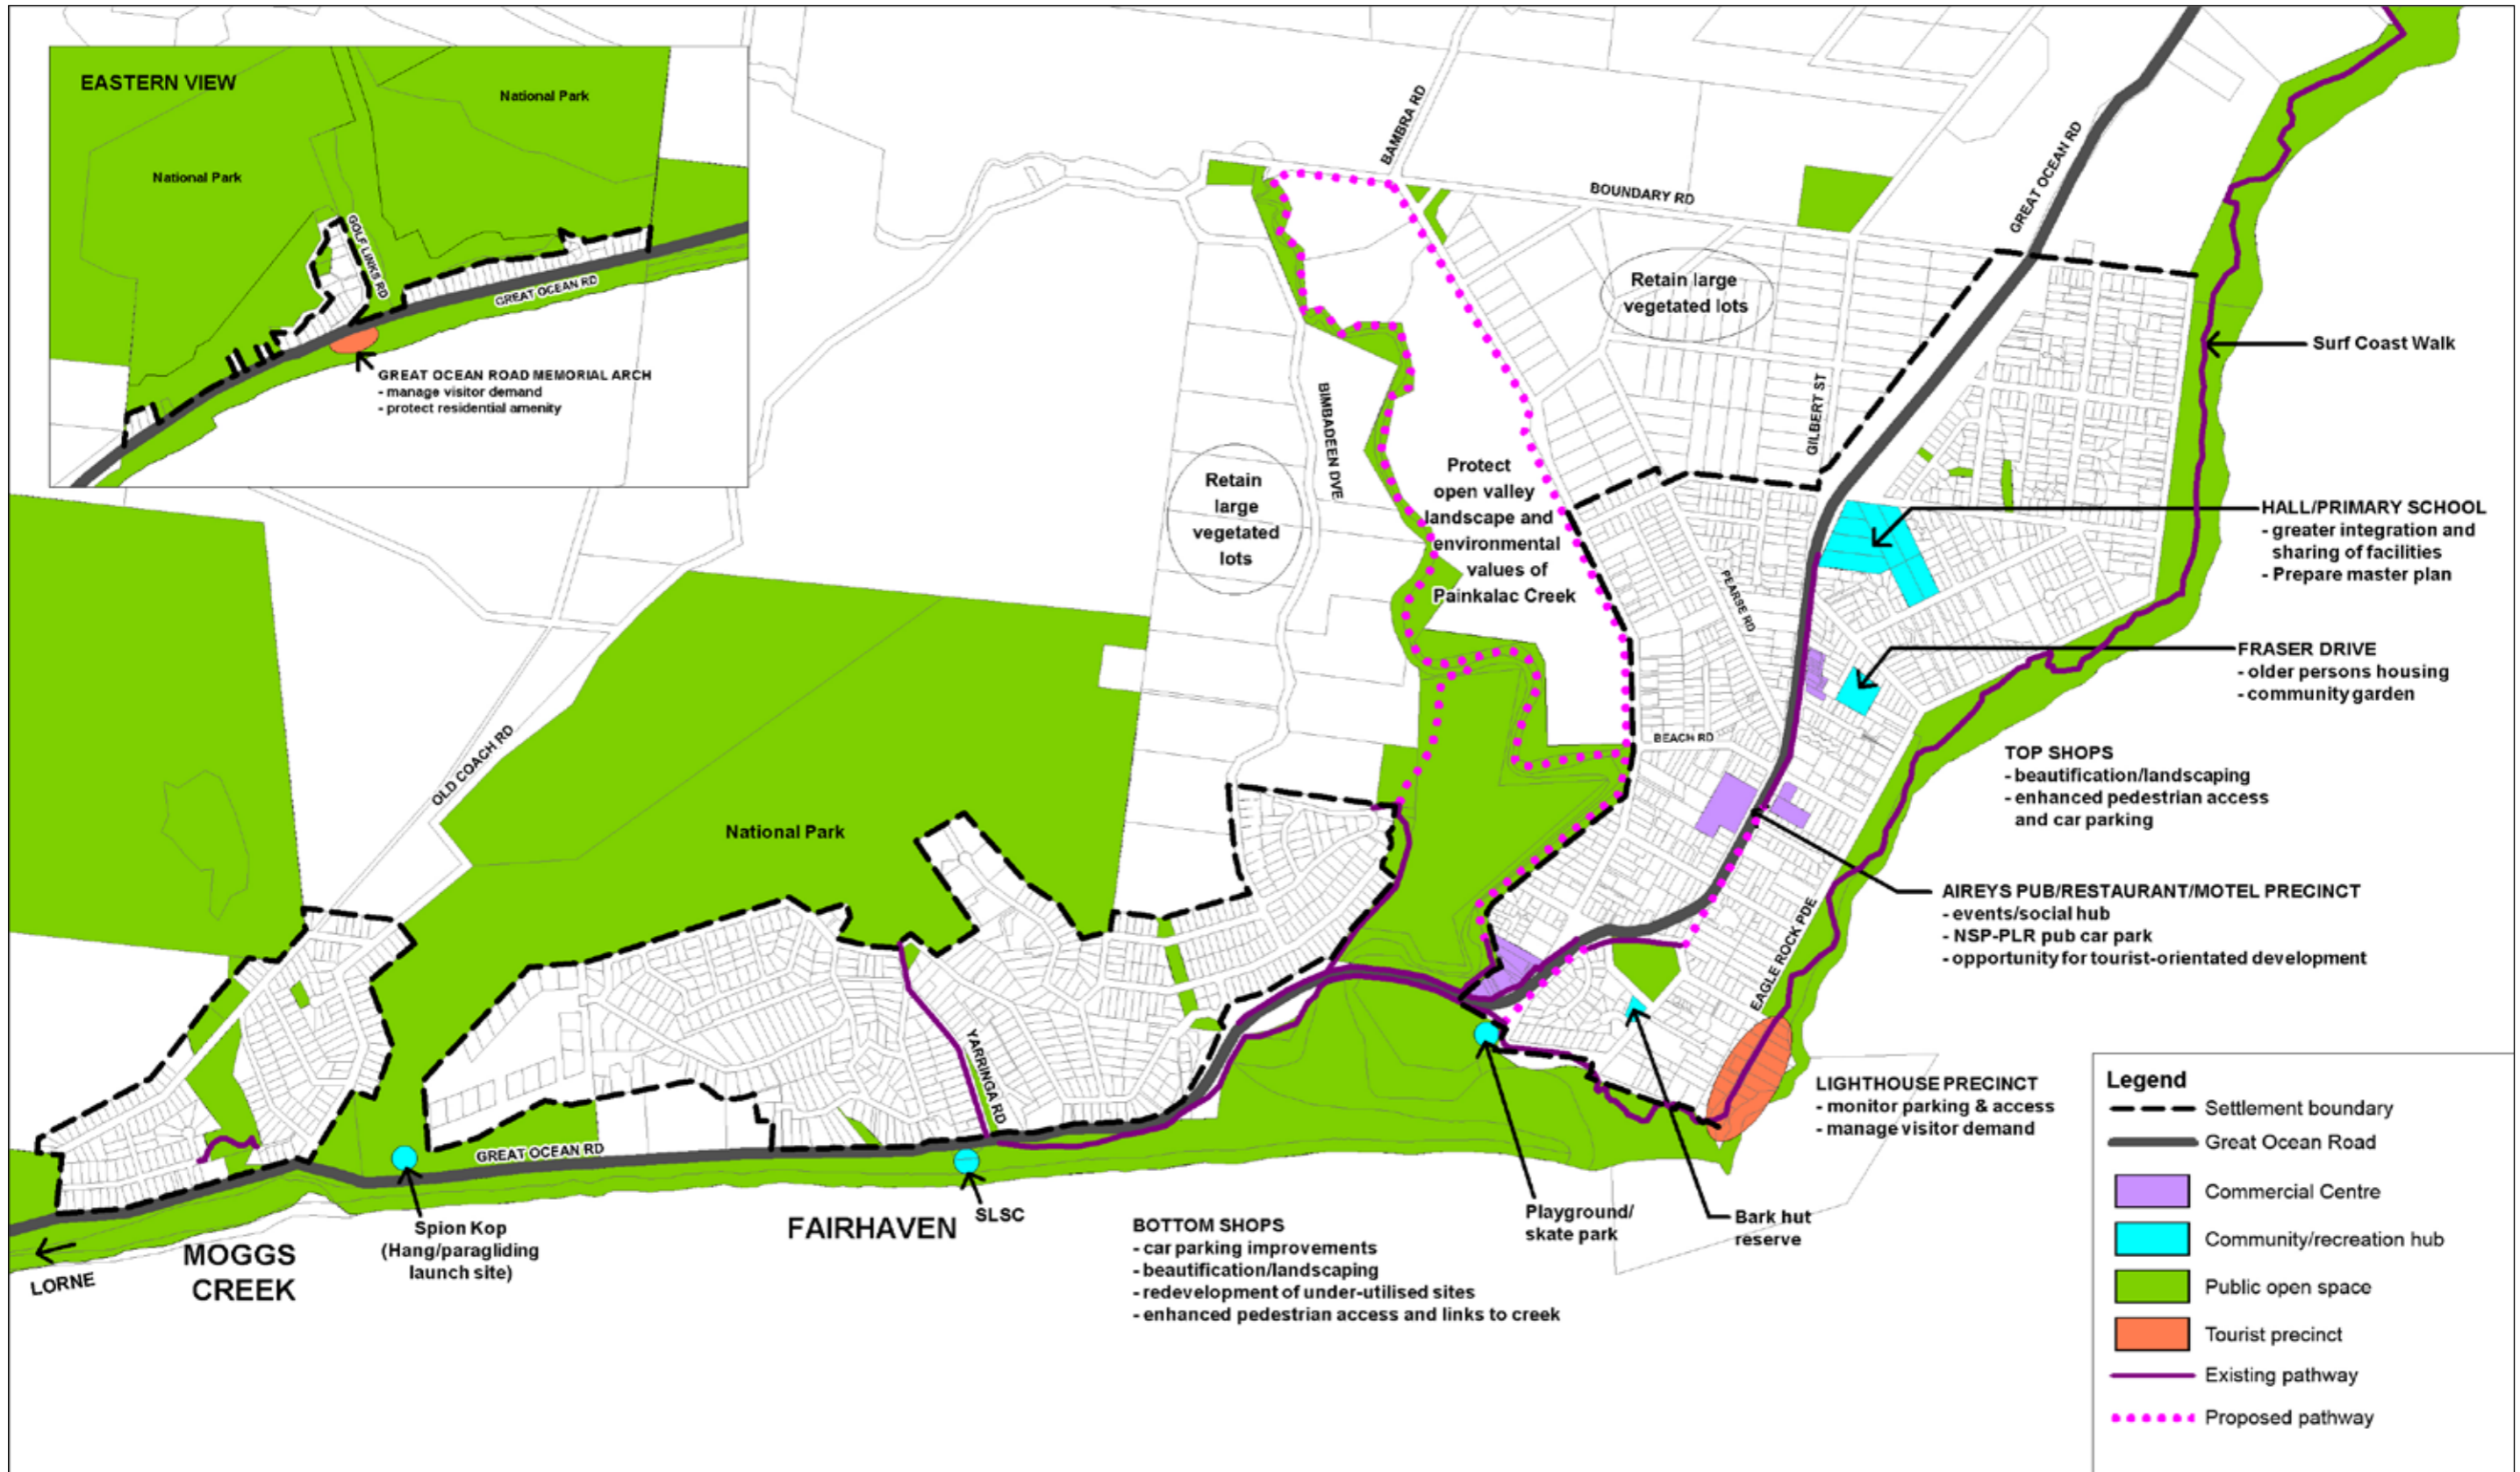 EASTERN VIEW
National Park
National Park
GOLF LINKS RD
GREAT OCEAN RD
GREAT OCEAN ROAD MEMORIAL ARCH
- manage visitor demand
- protect residential amenity
BAMBRA RD
BOUNDARY RD
GREAT OCEAN RD
Retain large
vegetated lots
GILBERT ST
Surf Coast Walk
BIMBADEEN DVE
Retain
large
vegetated
lots
Protect
open valley
landscape and
environmental
values of
Painkalac Creek
PEARSE RD
HALL/PRIMARY SCHOOL
- greater integration and
sharing of facilities
- Prepare master plan
FRASER DRIVE
- older persons housing
- community garden
BEACH RD
TOP SHOPS
- beautification/landscaping
- enhanced pedestrian access
and car parking
OLD COACH RD
National Park
AIREYS PUB/RESTAURANT/MOTEL PRECINCT
- events/social hub
- NSP-PLR pub car park
- opportunity for tourist-orientated development
EAGLE ROCK PDE
YARRINGA RD
LIGHTHOUSE PRECINCT
- monitor parking & access
- manage visitor demand
GREAT OCEAN RD
Spion Kop
(Hang/paragliding
launch site)
SLSC
FAIRHAVEN
MOGGS
CREEK
LORNE
BOTTOM SHOPS
- car parking improvements
- beautification/landscaping
- redevelopment of under-utilised sites
- enhanced pedestrian access and links to creek
Playground/
skate park
Bark hut
reserve
Legend
Settlement boundary
Great Ocean Road
Commercial Centre
Community/recreation hub
Public open space
Tourist precinct
Existing pathway
Proposed pathway